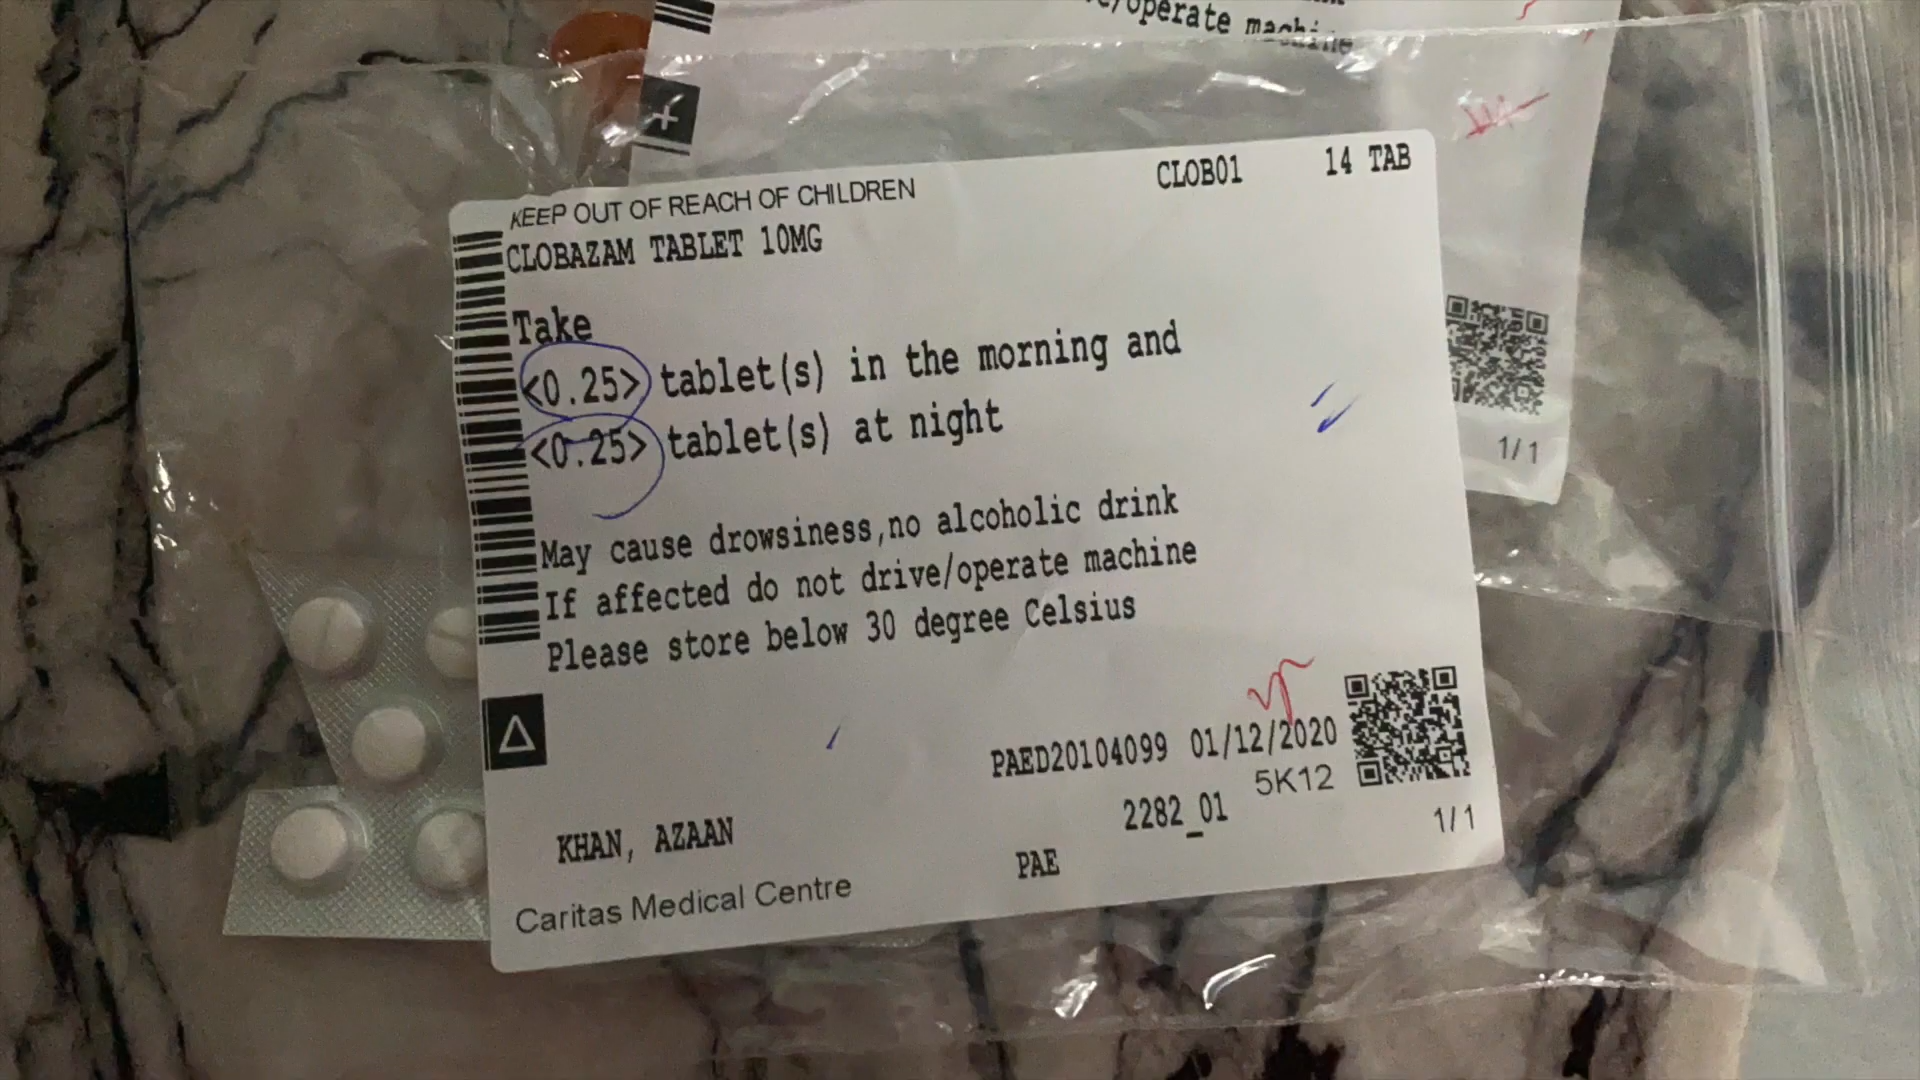 /operate machine
KEEP OUT OF REACH OF CHILDREN
CLOB01 14 TAB
CLOBAZAM TABLET 10MG
Take
<0.25> tablet(s) in the morning and
<0.25> tablet(s) at night
May cause drowsiness,no alcoholic drink
If affected do not drive/operate machine
Please store below 30 degree Celsius
PAED20104099 01/12/2020
5K12
2282_01
KHAN, AZAAN
PAE
1/1
Caritas Medical Centre
1/1